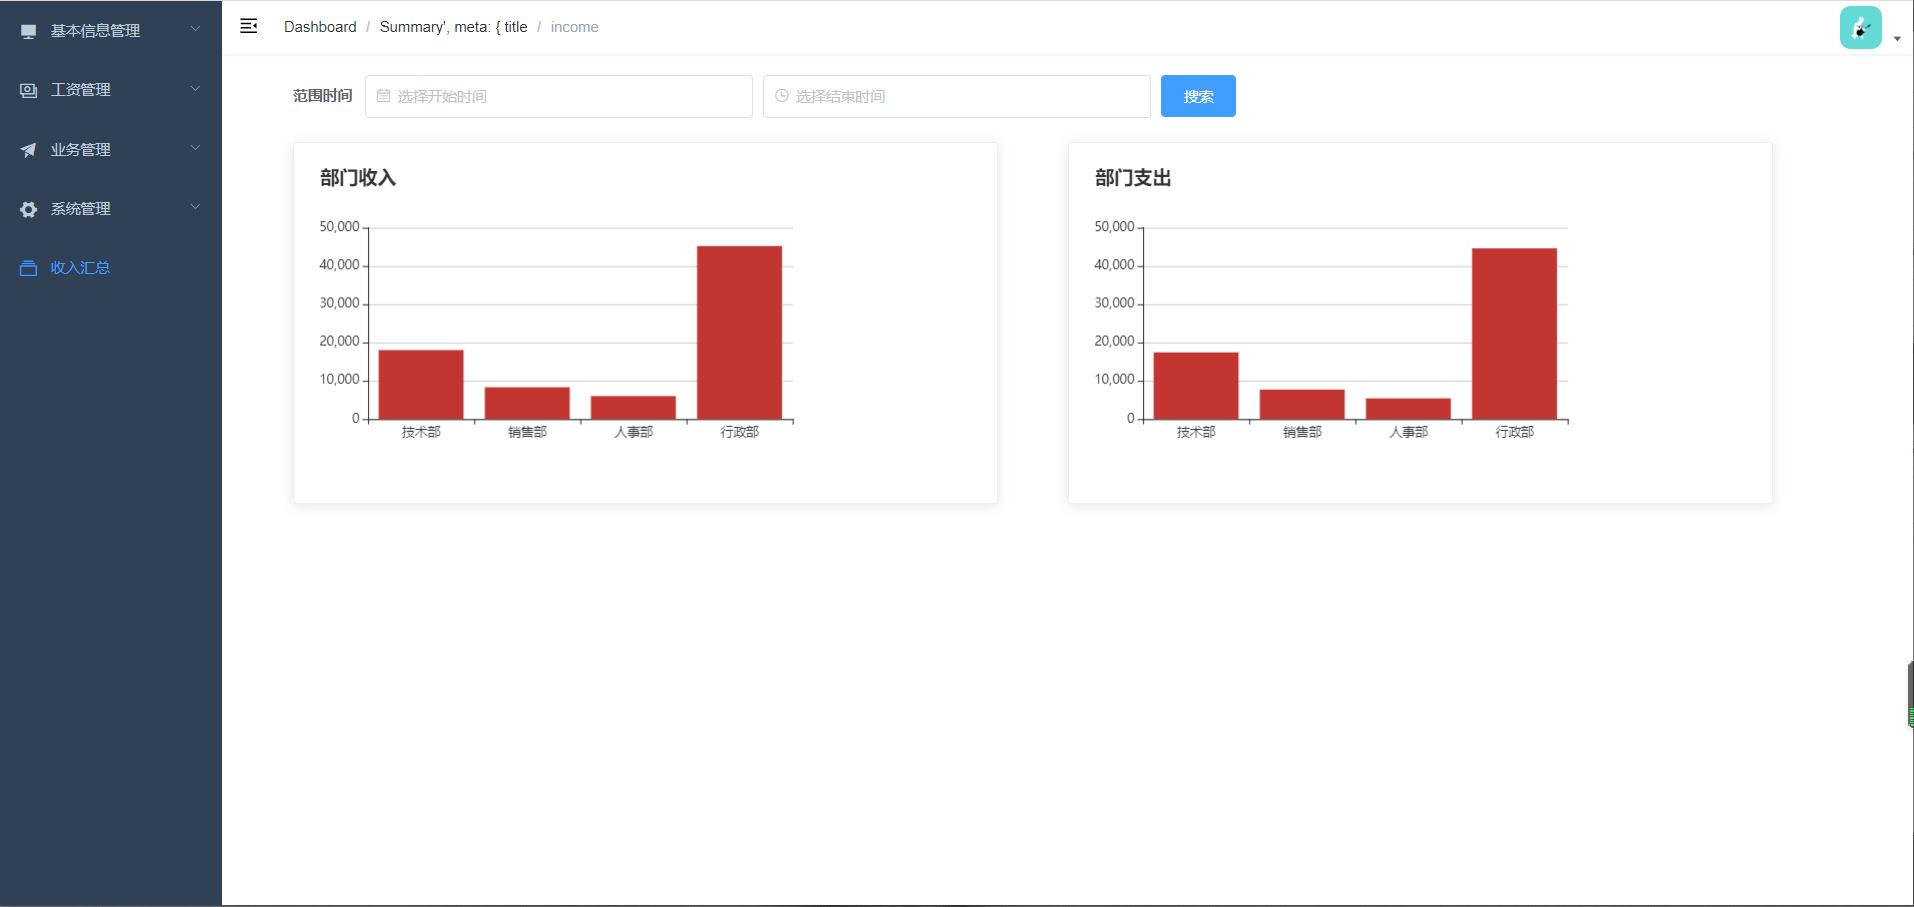 基本信息管理
工资管理
业务管理
系统管理
收入汇总
Dashboard / Summary', meta: { title / income
范围时间 选择开始时间 选择结束时间 搜索
部门收入
50,000
40,000
30,000
20,000
10,000
0
技术部 销售部 人事部 行政部
部门支出
50,000
40,000
30,000
20,000
10,000
0
技术部 销售部 人事部 行政部